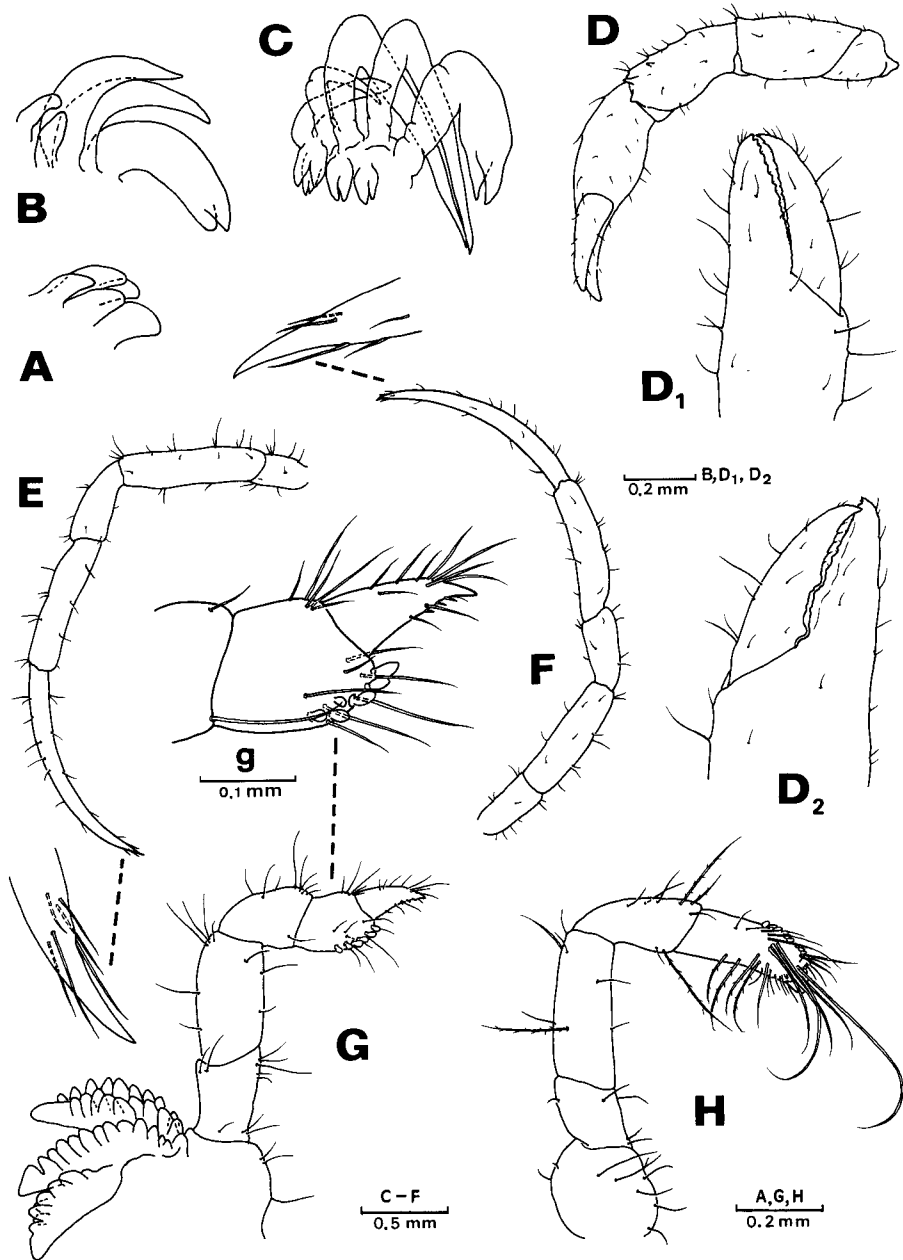 C
D
B
A
D₁
E
0.2 mm B,D₁, D₂
F
g
0.1 mm
D₂
G
H
C – F
0.5 mm
A,G,H
0.2 mm